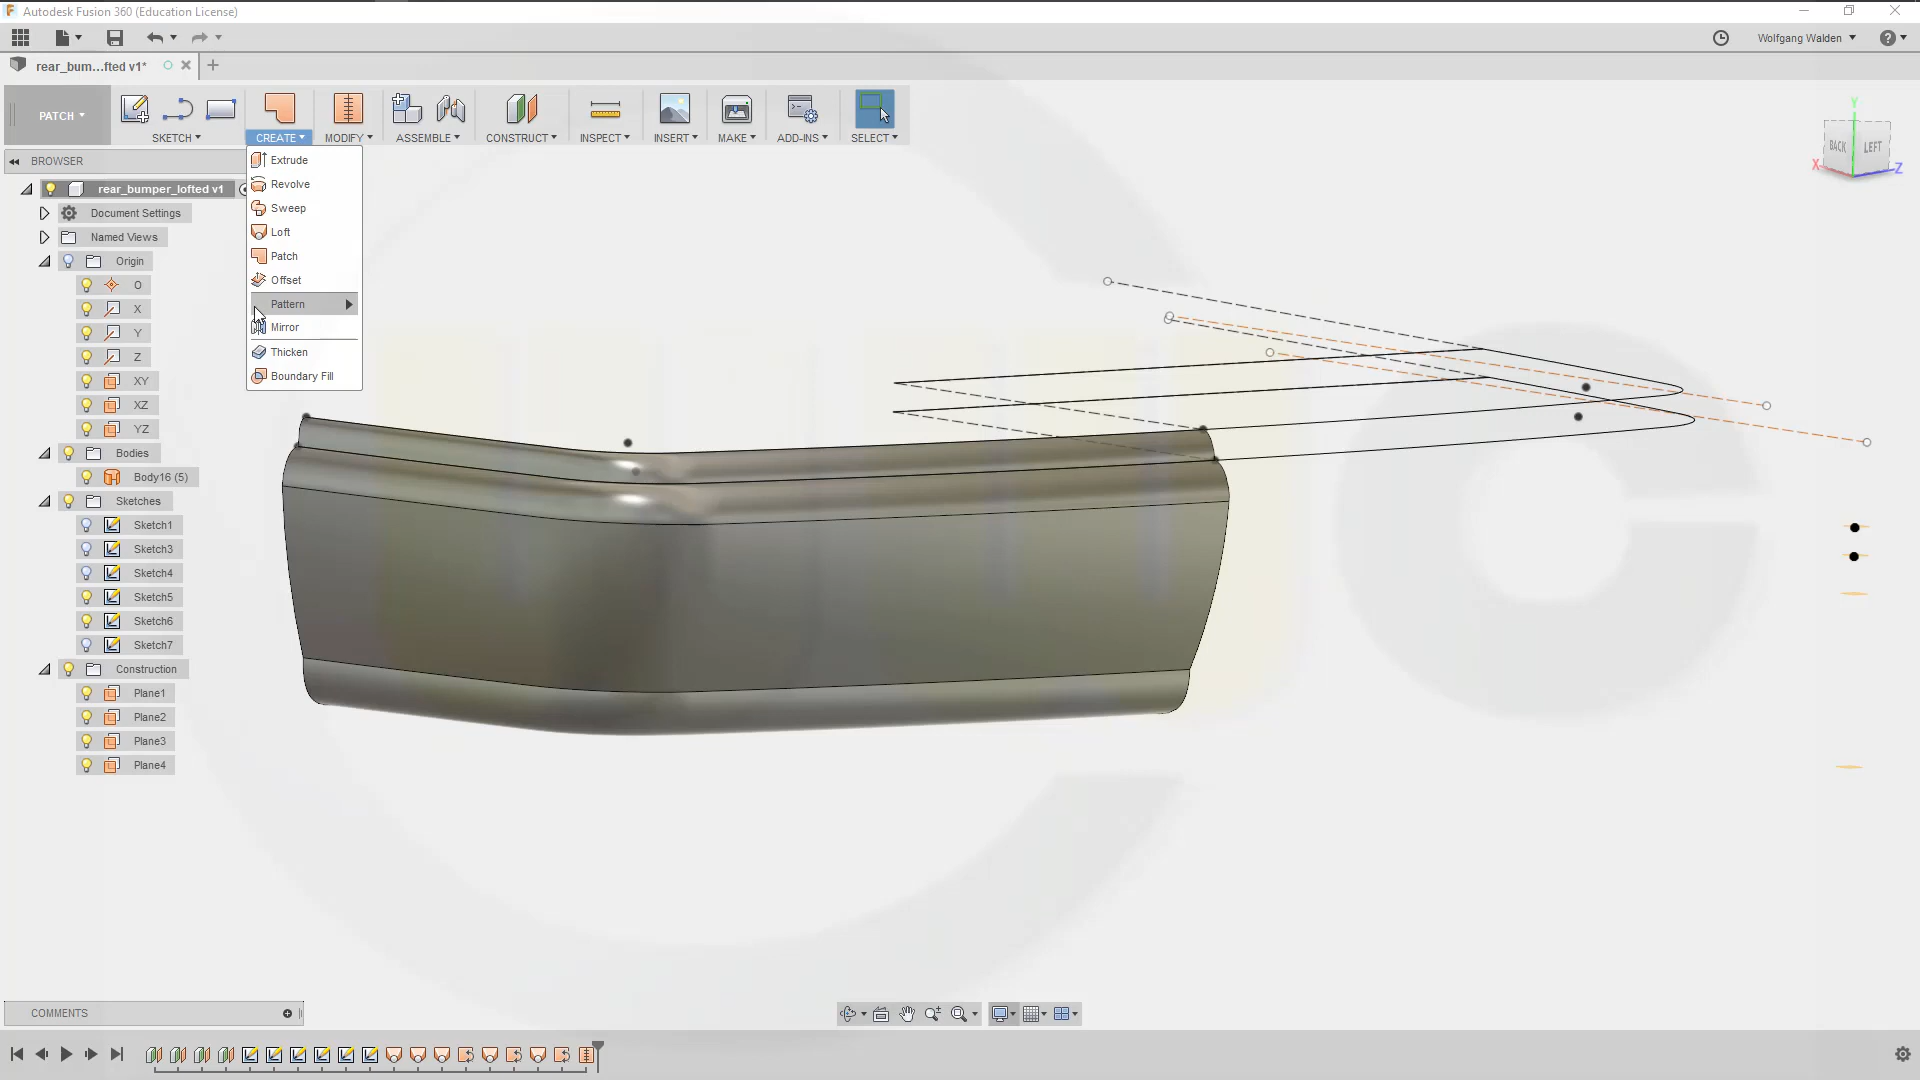 Autodesk Fusion 360 (Education License)
Wolfgang Walden
rear_bum...fted v1*
PATCH
SKETCH
CREATE
MODIFY
ASSEMBLE
CONSTRUCT
INSPECT
INSERT
MAKE
ADD-INS
SELECT
BROWSER
rear_bumper_lofted v1
Document Settings
Named Views
Origin
O
X
Y
Z
XY
XZ
YZ
Bodies
Body16 (5)
Sketches
Sketch1
Sketch3
Sketch4
Sketch5
Sketch6
Sketch7
Construction
Plane1
Plane2
Plane3
Plane4
Extrude
Revolve
Sweep
Loft
Patch
Offset
Pattern
Mirror
Thicken
Boundary Fill
Y
BACK
LEFT
X
Z
COMMENTS